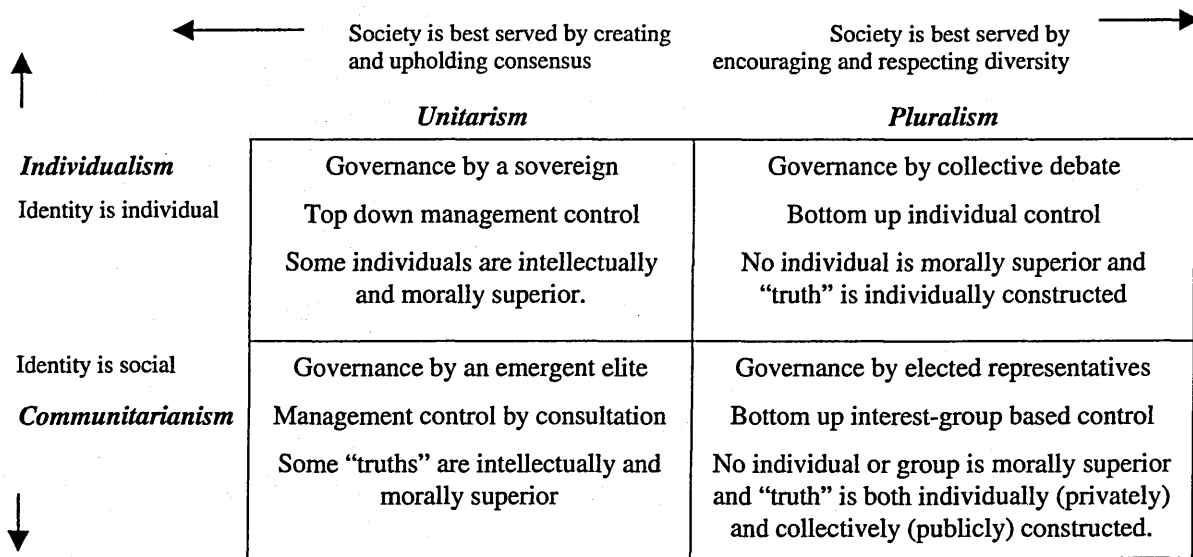 Society is best served by creating
and upholding consensus
Society is best served by
encouraging and respecting diversity
Unitarism
Pluralism
Individualism
Identity is individual
Governance by a sovereign
Top down management control
Some individuals are intellectually
and morally superior.
Governance by collective debate
Bottom up individual control
No individual is morally superior and
“truth” is individually constructed
Identity is social
Communitarianism
Governance by an emergent elite
Management control by consultation
Some “truths” are intellectually and
morally superior
Governance by elected representatives
Bottom up interest-group based control
No individual or group is morally superior
and “truth” is both individually (privately)
and collectively (publicly) constructed.